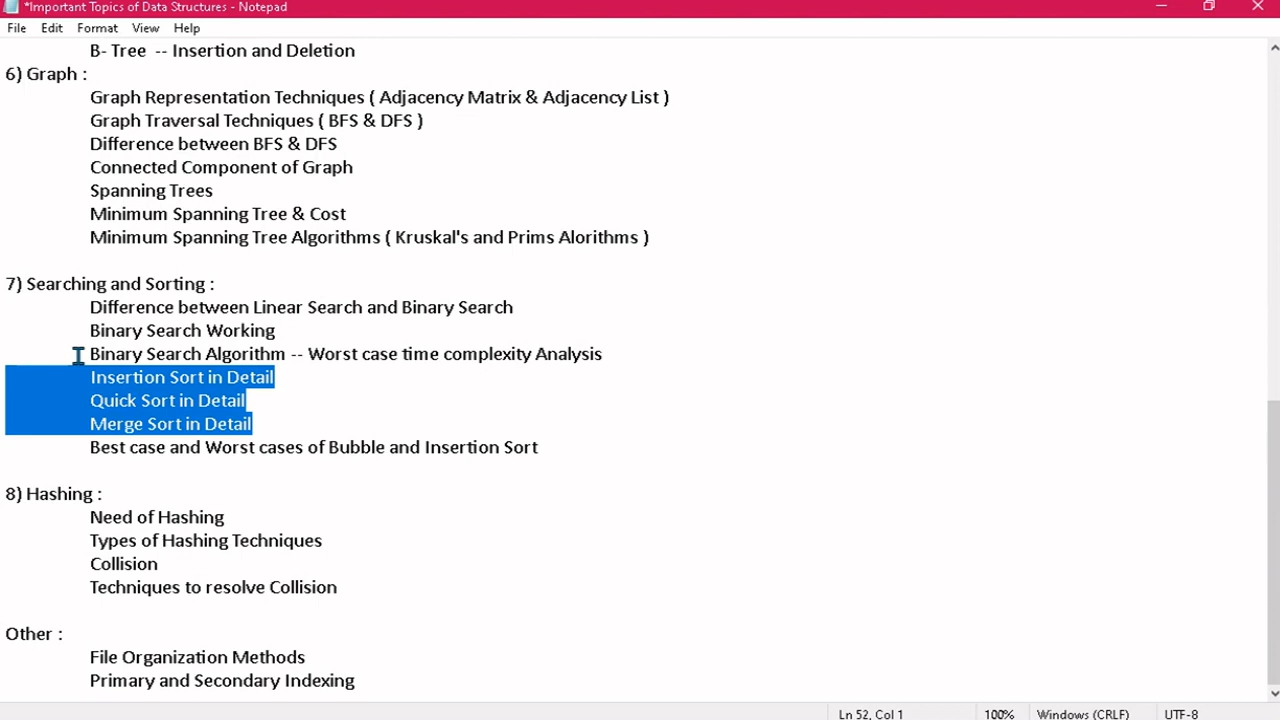 *Important Topics of Data Structures - Notepad
File Edit Format View Help
B- Tree -- Insertion and Deletion
6) Graph :
Graph Representation Techniques ( Adjacency Matrix & Adjacency List )
Graph Traversal Techniques ( BFS & DFS )
Difference between BFS & DFS
Connected Component of Graph
Spanning Trees
Minimum Spanning Tree & Cost
Minimum Spanning Tree Algorithms ( Kruskal's and Prims Alorithms )
7) Searching and Sorting :
Difference between Linear Search and Binary Search
Binary Search Working
Binary Search Algorithm -- Worst case time complexity Analysis
Insertion Sort in Detail
Quick Sort in Detail
Merge Sort in Detail
Best case and Worst cases of Bubble and Insertion Sort
8) Hashing :
Need of Hashing
Types of Hashing Techniques
Collision
Techniques to resolve Collision
Other :
File Organization Methods
Primary and Secondary Indexing
Ln 52, Col 1 100% Windows (CRLF) UTF-8